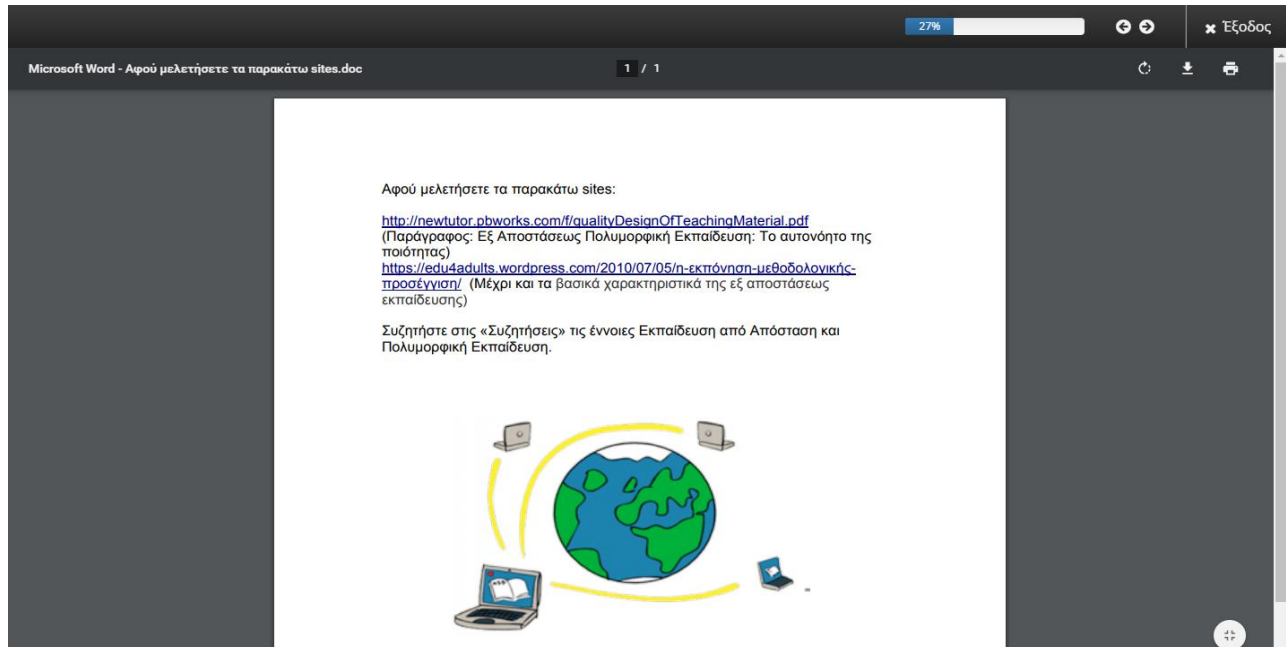 27%
Έξοδος
Microsoft Word - Αφού μελετήσετε τα παρακάτω sites.doc
1 / 1
Αφού μελετήσετε τα παρακάτω sites:
http://newtutor.pbworks.com/f/qualityDesignOfTeachingMaterial.pdf
(Παράγραφος: Εξ Αποστάσεως Πολυμορφική Εκπαίδευση: Το αυτονόητο της
ποιότητας)
https://edu4adults.wordpress.com/2010/07/05/η-εκπόνηση-μεθοδολογικής-
προσέγγιση/ (Μέχρι και τα βασικά χαρακτηριστικά της εξ αποστάσεως
εκπαίδευσης)
Συζητήστε στις «Συζητήσεις» τις έννοιες Εκπαίδευση από Απόσταση και
Πολυμορφική Εκπαίδευση.